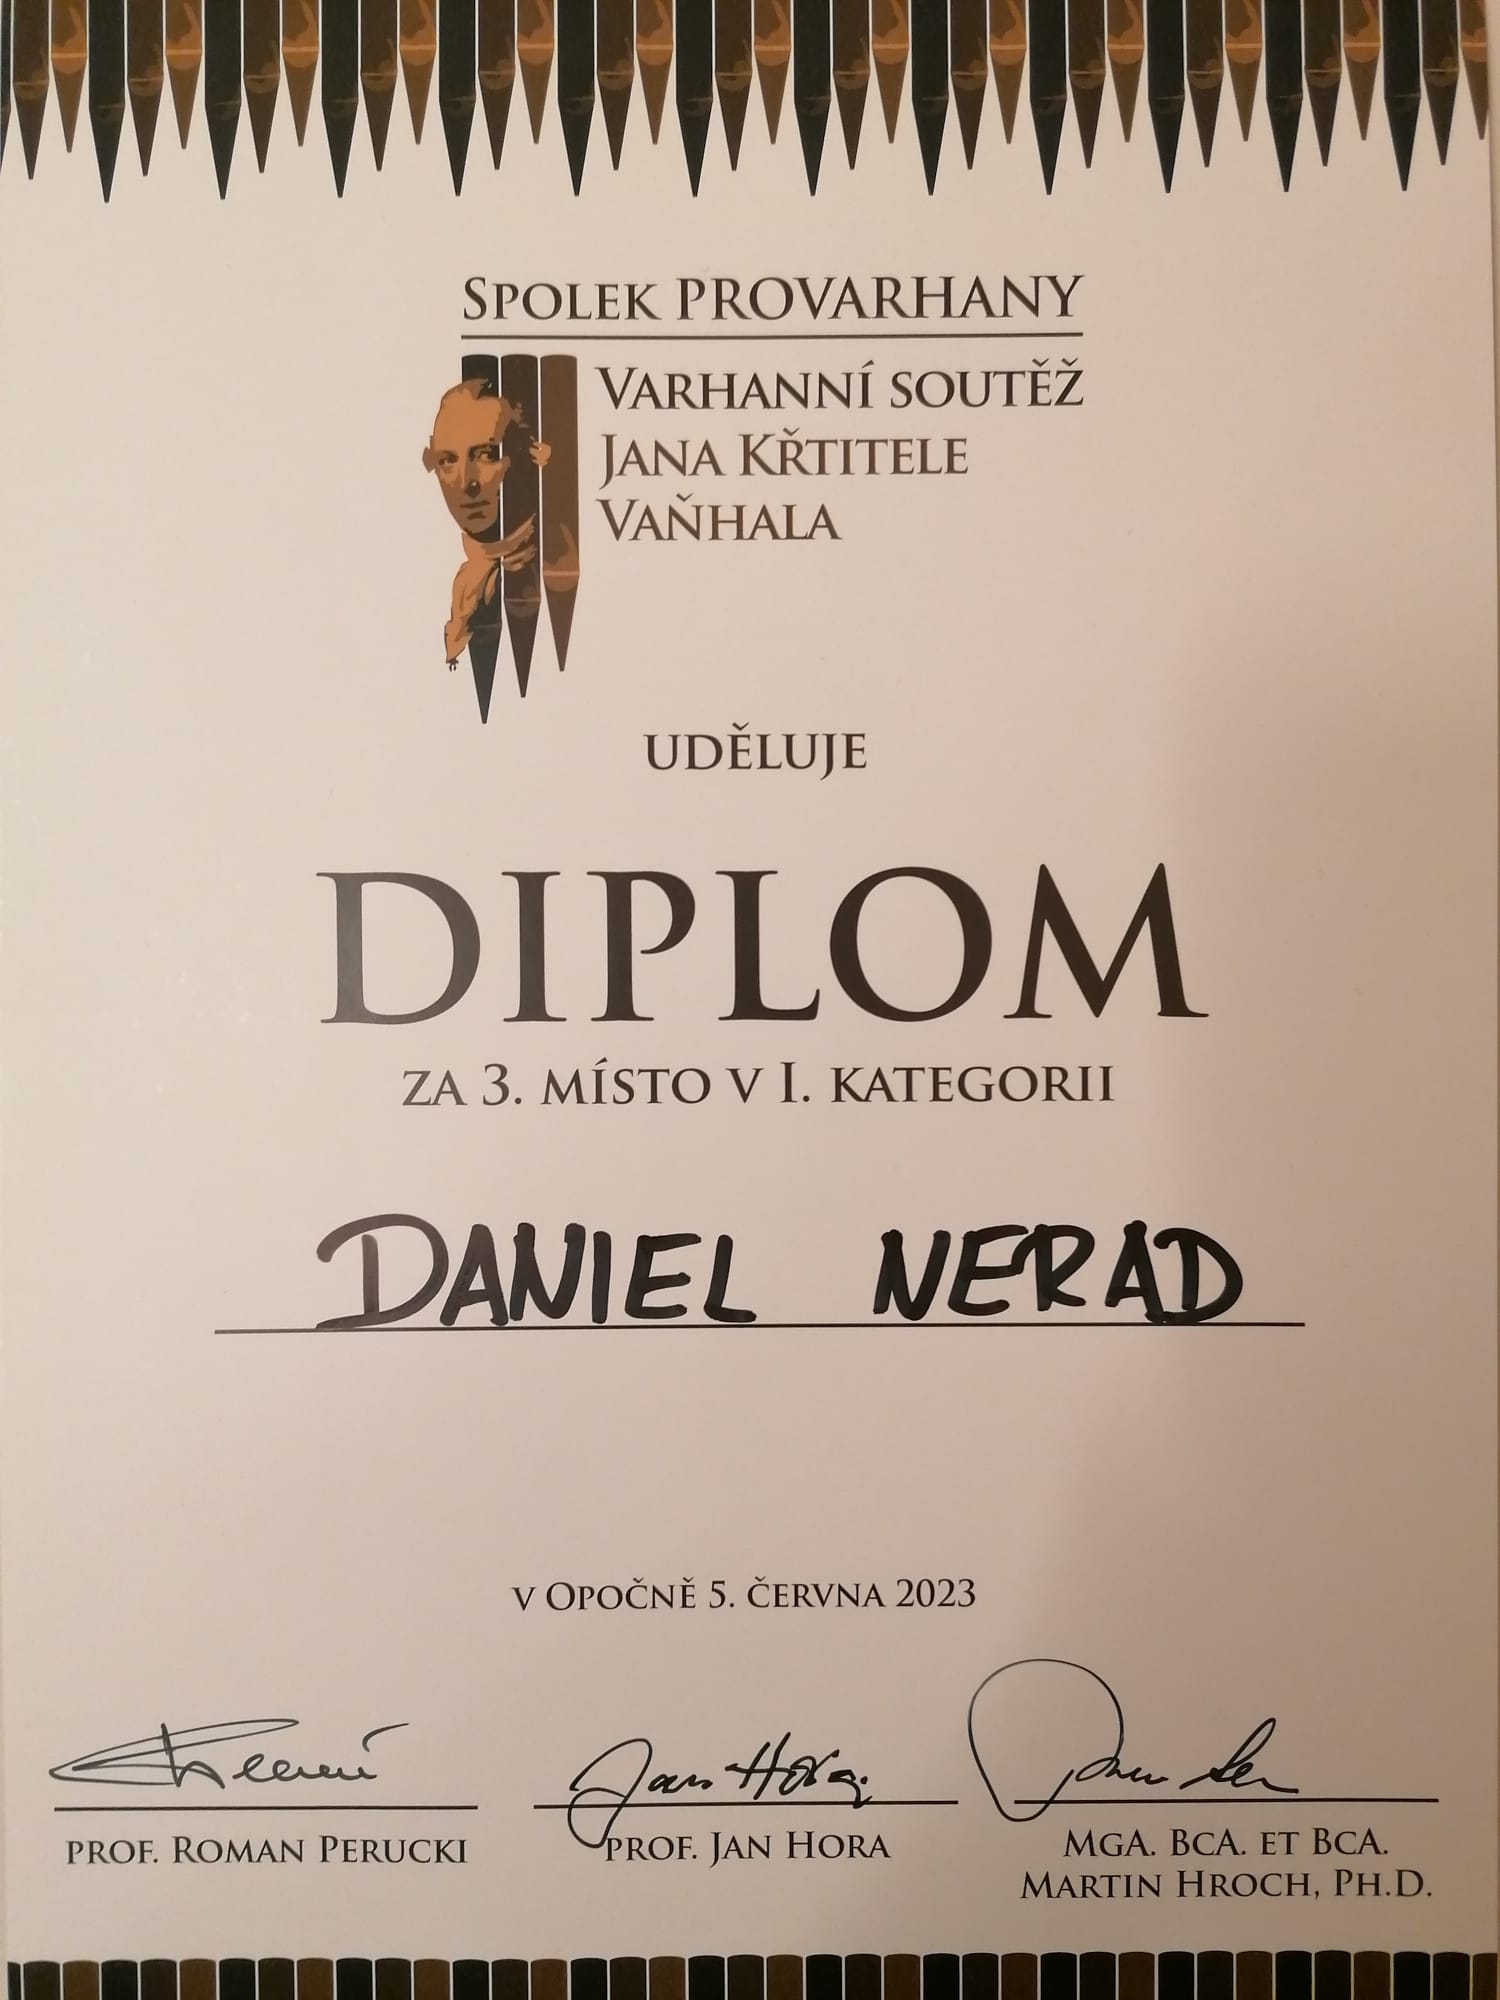 Spolek PROVARHANY
Varhanní soutěž
Jana Křtitele
Vaňhala
uděluje
DIPLOM
za 3. místo v I. kategorii
DANIEL NERAD
v Opočně 5. června 2023
Jan Hora
prof. Roman Perucki
prof. Jan Hora
MgA. BcA. et BcA.
Martin Hroch, Ph.D.